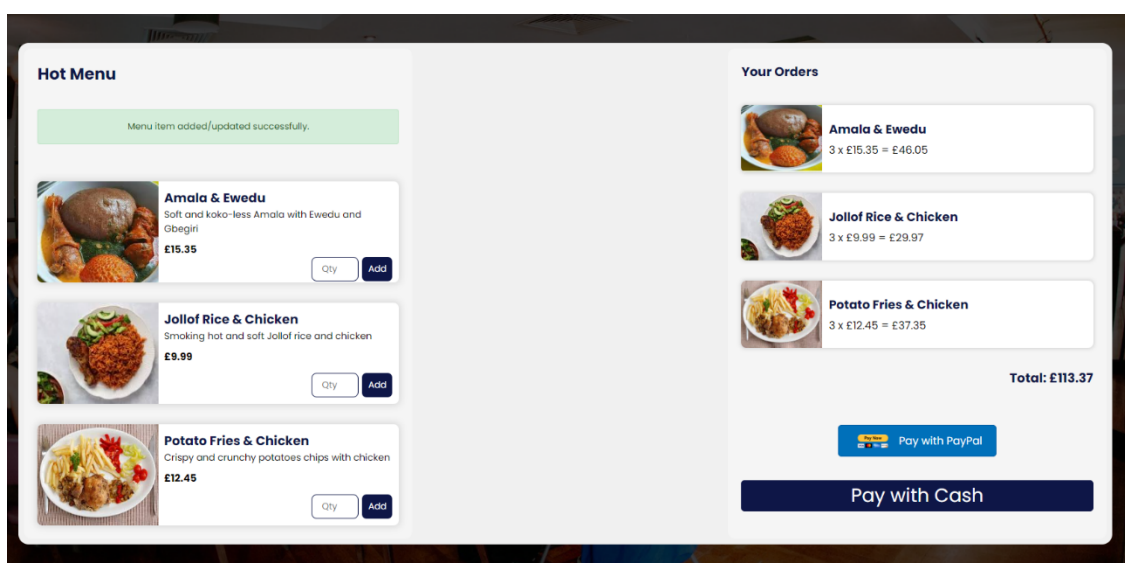 Hot Menu
Menu item added/updated successfully.
Amala & Ewedu
Soft and koko-less Amala with Ewedu and
Gbegiri
£15.35
Qty
Add
Jollof Rice & Chicken
Smoking hot and soft Jollof rice and chicken
£9.99
Qty
Add
Potato Fries & Chicken
Crispy and crunchy potatoes chips with chicken
£12.45
Qty
Add
Your Orders
Amala & Ewedu
3 x £15.35 = £46.05
Jollof Rice & Chicken
3 x £9.99 = £29.97
Potato Fries & Chicken
3 x £12.45 = £37.35
Total: £113.37
Pay Now
Pay with PayPal
Pay with Cash